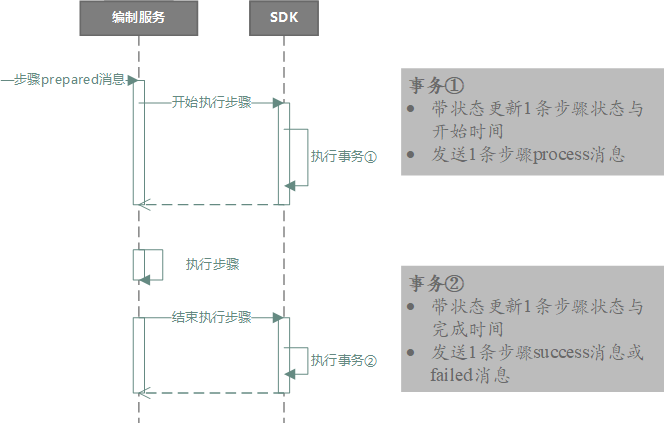 编制服务
SDK
步骤prepared消息
开始执行步骤
执行事务①
执行步骤
结束执行步骤
执行事务②
事务①
• 带状态更新1条步骤状态与
开始时间
• 发送1条步骤process消息
事务②
• 带状态更新1条步骤状态与
完成时间
• 发送1条步骤success消息或
failed消息